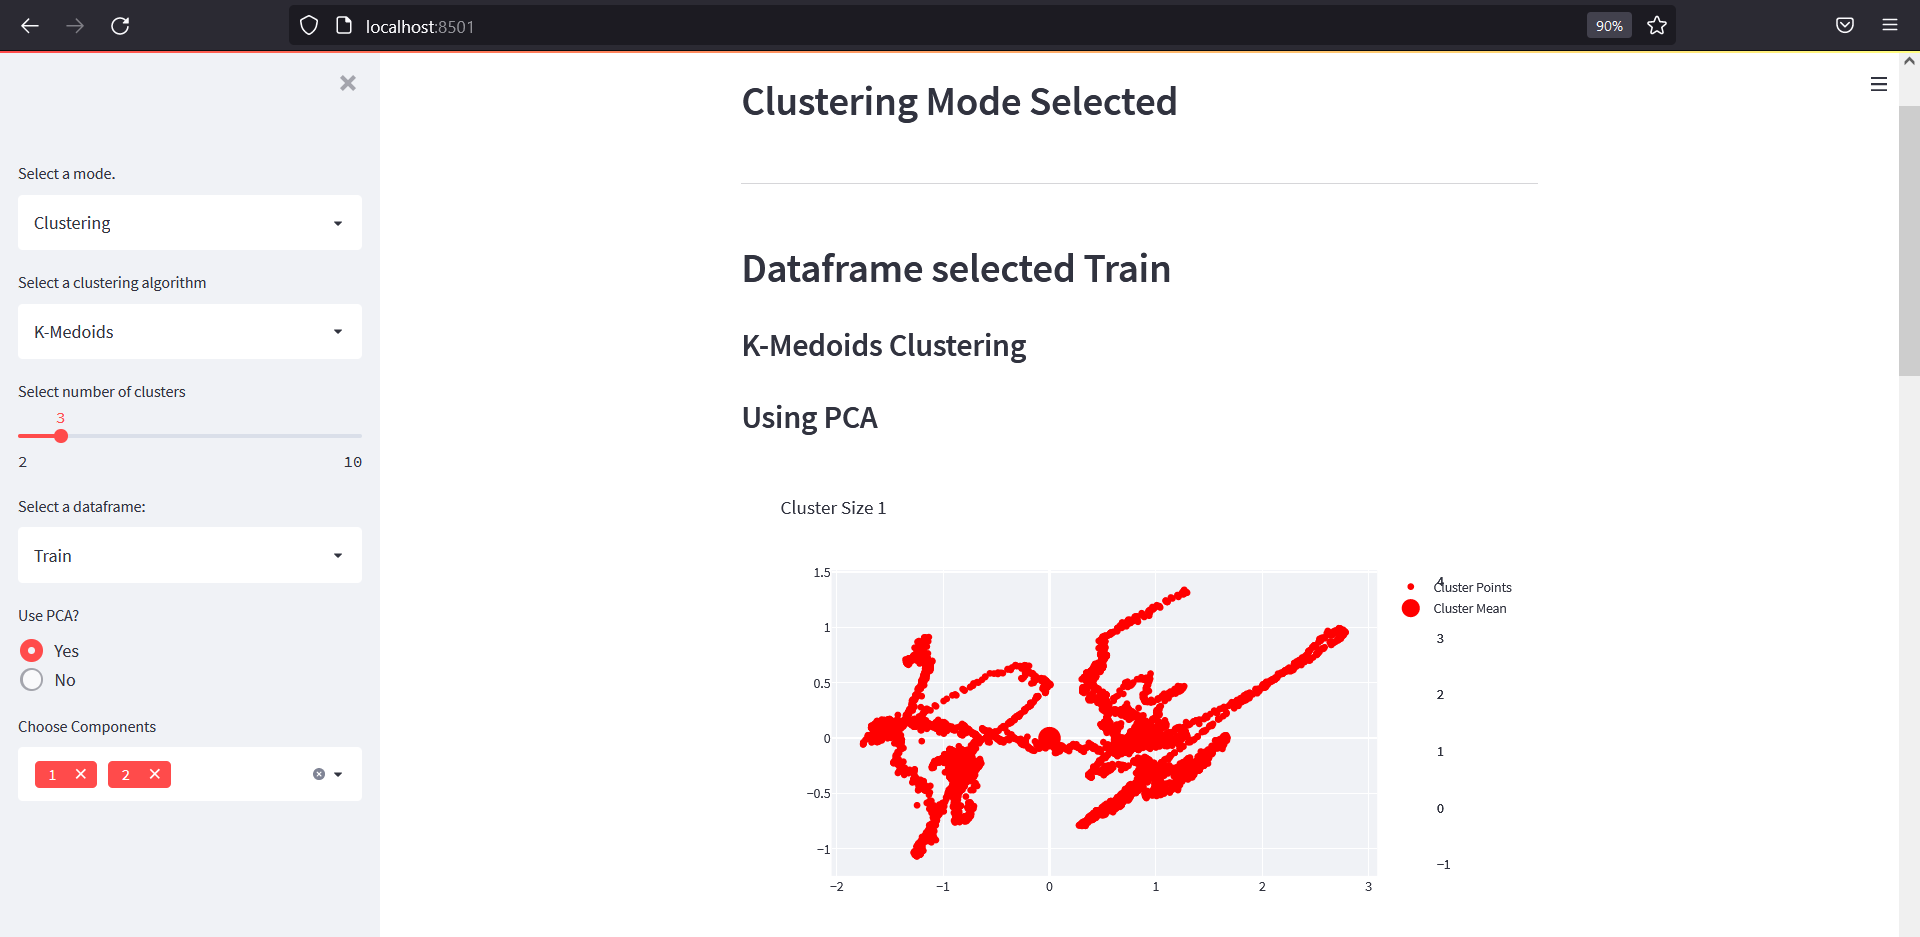 localhost:8501
90%
Select a mode.
Clustering
Select a clustering algorithm
K-Medoids
Select number of clusters
3
2 10
Select a dataframe:
Train
Use PCA?
Yes
No
Choose Components
1 2
Clustering Mode Selected
Dataframe selected Train
K-Medoids Clustering
Using PCA
Cluster Size 1
1.5
1
0.5
0
−0.5
−1
−2 −1 0 1 2 3
Cluster Points
Cluster Mean
4
3
2
1
0
−1